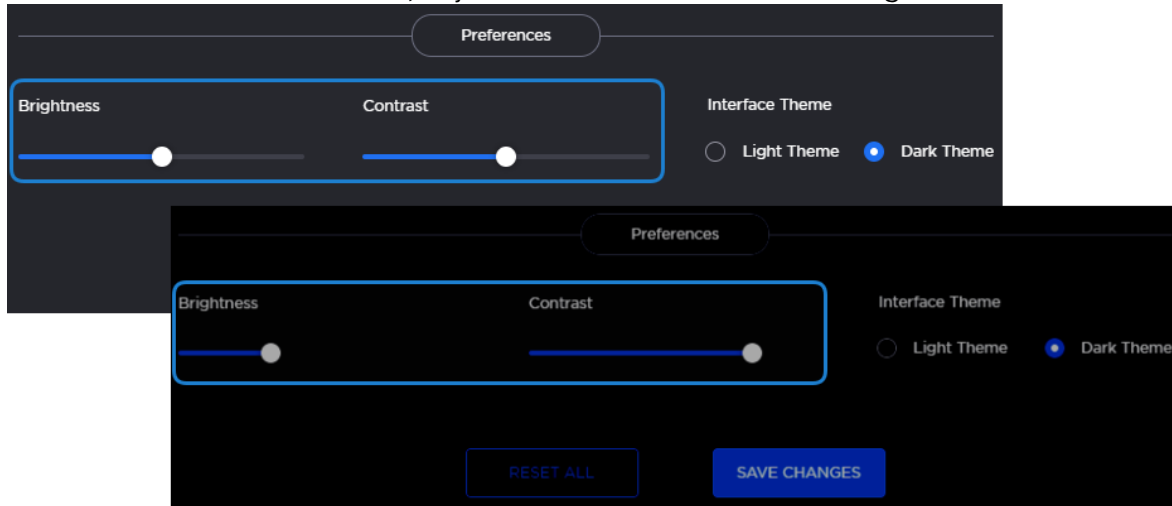 Preferences
Brightness
Contrast
Interface Theme
Light Theme
Dark Theme
Preferences
Brightness
Contrast
Interface Theme
Light Theme
Dark Theme
RESET ALL
SAVE CHANGES